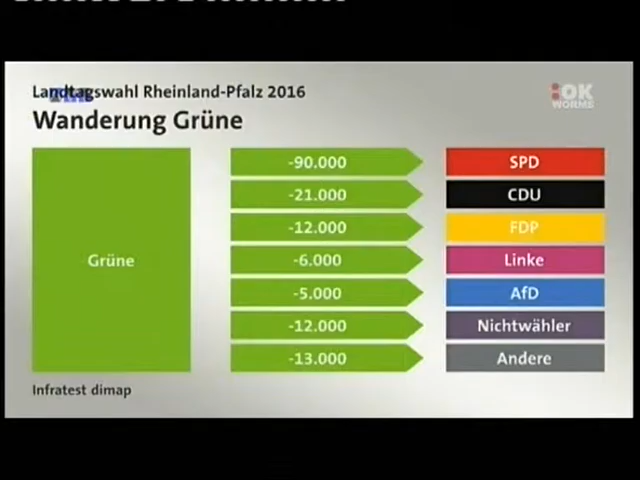 Landtagswahl Rheinland-Pfalz 2016
:OK
WORMS
Wanderung Grüne
Grüne
-90.000 SPD
-21.000 CDU
-12.000 FDP
-6.000 Linke
-5.000 AfD
-12.000 Nichtwähler
-13.000 Andere
Infratest dimap